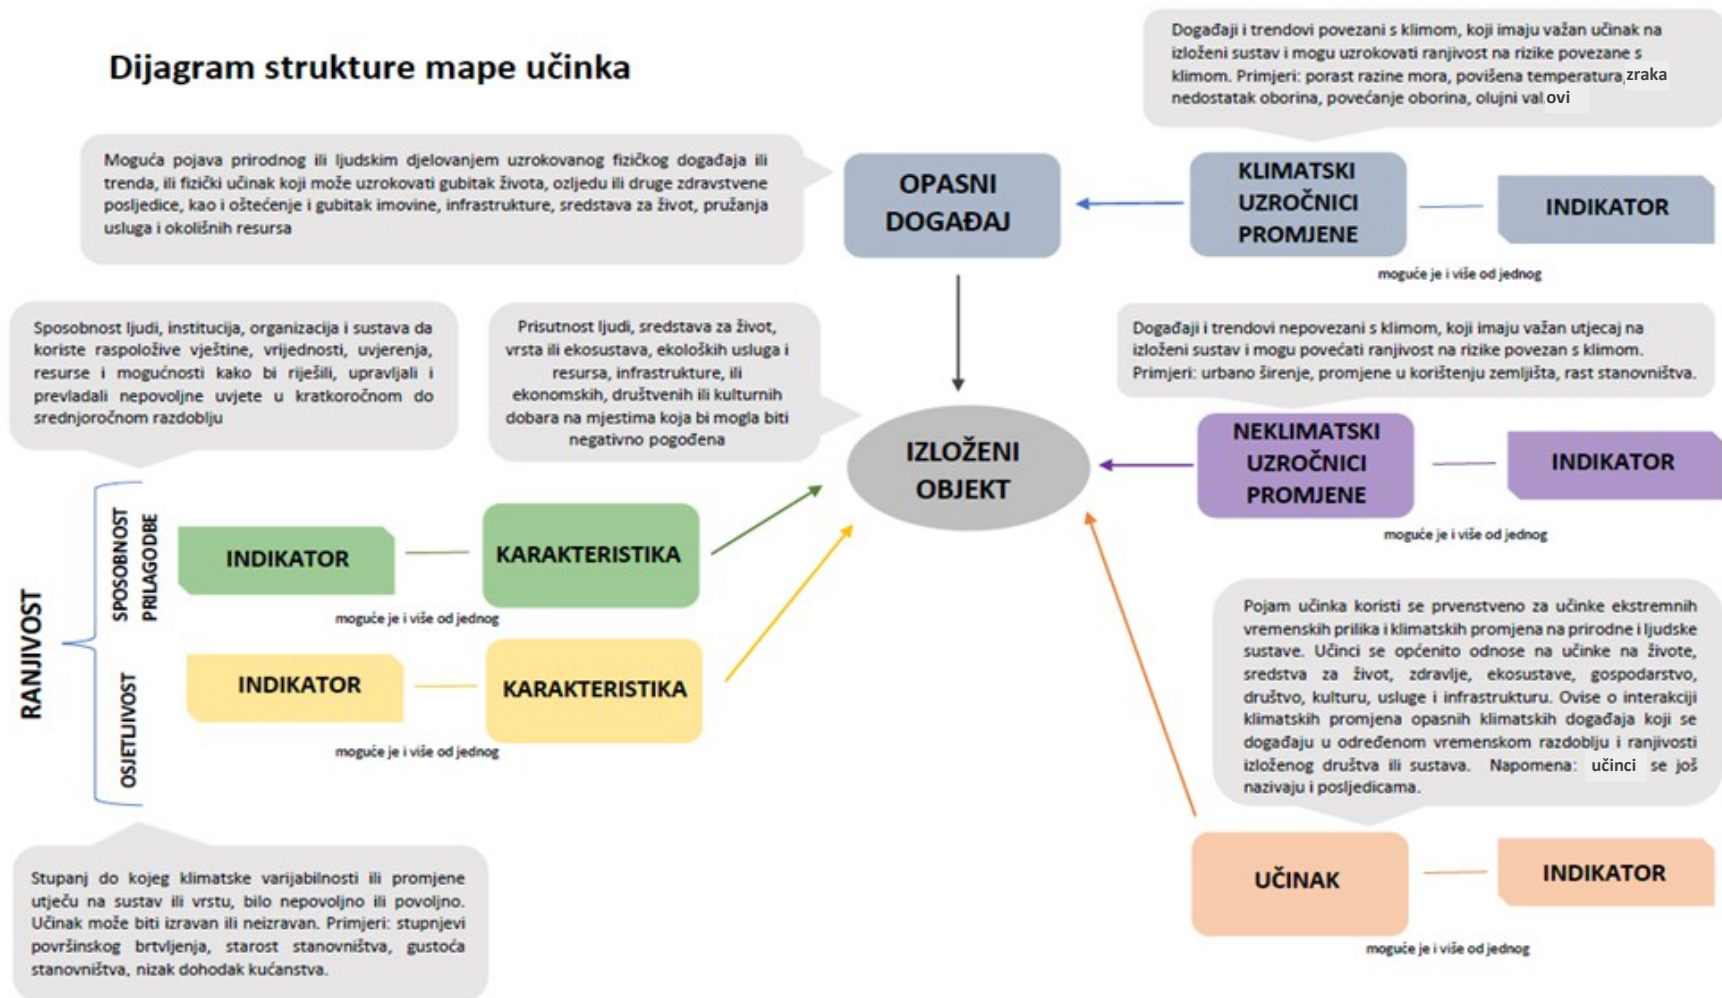 Dijagram strukture mape učinka
Događaji i trendovi povezani s klimom, koji imaju važan učinak na
izloženi sustav i mogu uzrokovati ranjivost na rizike povezane s
klimom. Primjeri: porast razine mora, povišena temperatura zraka
nedostatak oborina, povećanje oborina, olujni valovi
Moguća pojava prirodnog ili ljudskim djelovanjem uzrokovanog fizičkog događaja ili
trenda, ili fizički učinak koji može uzrokovati gubitak života, ozljedu ili druge zdravstvene
posljedice, kao i oštećenje i gubitak imovine, infrastrukture, sredstava za život, pružanja
usluga i okolišnih resursa
OPASNI
DOGAĐAJ
KLIMATSKI
UZROČNICI
PROMJENE
INDIKATOR
moguće je i više od jednog
Sposobnost ljudi, institucija, organizacija i sustava da
koriste raspoložive vještine, vrijednosti, uvjerenja,
resurse i mogućnosti kako bi riješili, upravljali i
prevladali nepovoljne uvjete u kratkoročnom do
srednjoročnom razdoblju
Prisutnost ljudi, sredstava za život,
vrsta ili ekosustava, ekoloških usluga i
resursa, infrastrukture, ili
ekonomskih, društvenih ili kulturnih
dobara na mjestima koja bi mogla biti
negativno pogođena
Događaji i trendovi nepovezani s klimom, koji imaju važan utjecaj na
izloženi sustav i mogu povećati ranjivost na rizike povezan s klimom.
Primjeri: urbano širenje, promjene u korištenju zemljišta, rast stanovništva.
IZLOŽENI
OBJEKT
NEKLIMATSKI
UZROČNICI
PROMJENE
INDIKATOR
moguće je i više od jednog
RANJIVOST
SPOSOBNOST
PRILAGODBE
INDIKATOR
KARAKTERISTIKA
moguće je i više od jednog
OSJETLJIVOST
INDIKATOR
KARAKTERISTIKA
moguće je i više od jednog
Pojam učinka koristi se prvenstveno za učinke ekstremnih
vremenskih prilika i klimatskih promjena na prirodne i ljudske
sustave. Učinci se općenito odnose na učinke na živote,
sredstva za život, zdravlje, ekosustave, gospodarstvo,
društvo, kulturu, usluge i infrastrukturu. Ovise o interakciji
klimatskih promjena opasnih klimatskih događaja koji se
događaju u određenom vremenskom razdoblju i ranjivosti
izloženog društva ili sustava. Napomena: učinci se još
nazivaju i posljedicama.
Stupanj do kojeg klimatske varijabilnosti ili promjene
utječu na sustav ili vrstu, bilo nepovoljno ili povoljno.
Učinak može biti izravan ili neizravan. Primjeri: stupnjevi
površinskog brtvljenja, starost stanovništva, gustoća
stanovništva, nizak dohodak kućanstva.
UČINAK
INDIKATOR
moguće je i više od jednog